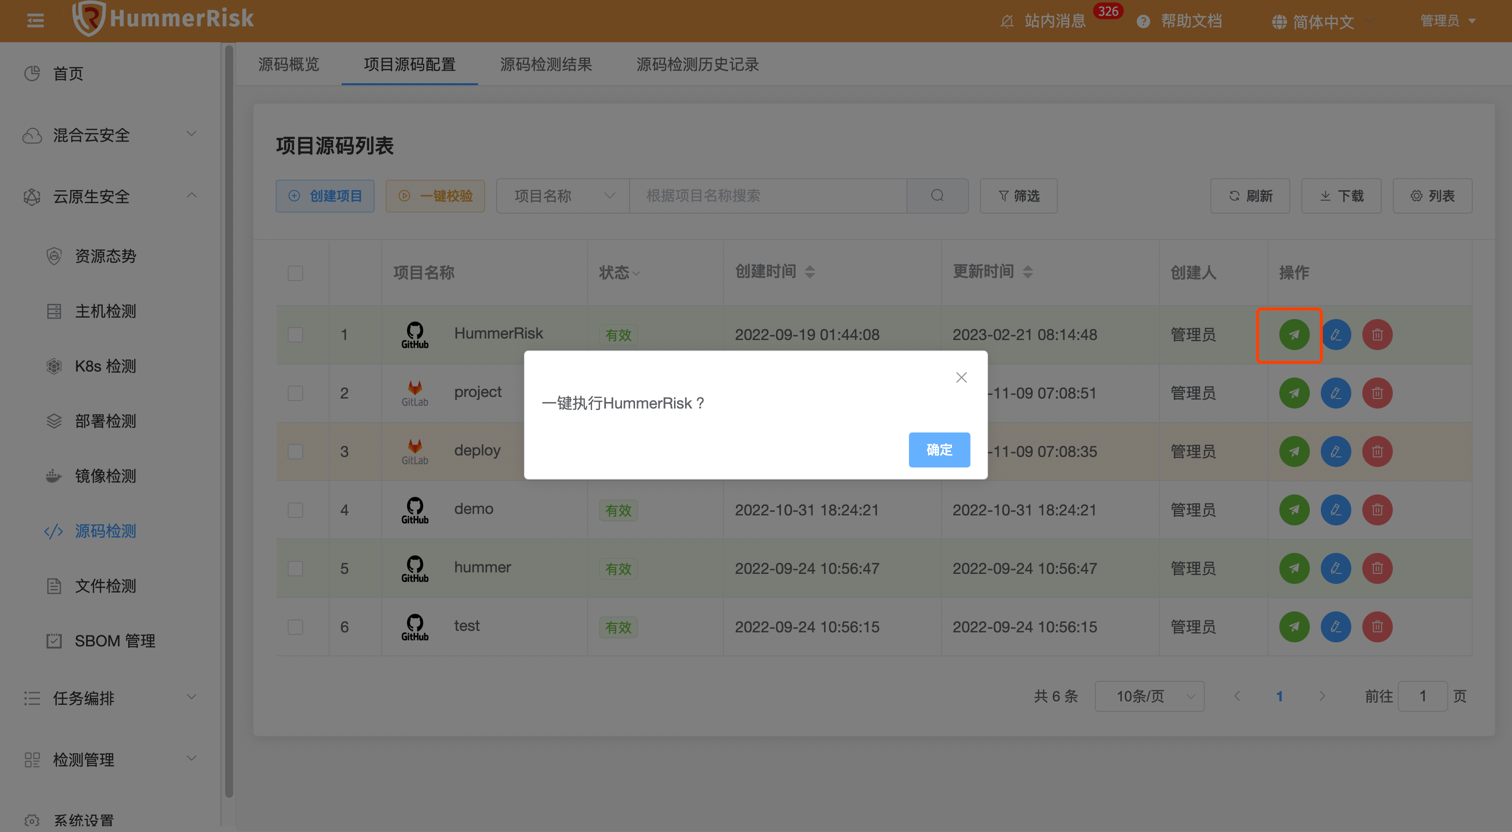 HummerRisk
站内消息 326
帮助文档
简体中文
管理员
首页
混合云安全
云原生安全
资源态势
主机检测
K8s 检测
部署检测
镜像检测
源码检测
文件检测
SBOM 管理
任务编排
检测管理
系统设置
源码概览 项目源码配置 源码检测结果 源码检测历史记录
项目源码列表
创建项目 一键校验 项目名称 根据项目名称搜索 筛选 刷新 下载 列表
项目名称 状态 创建时间 更新时间 创建人 操作
1 GitHub HummerRisk 有效 2022-09-19 01:44:08 2023-02-21 08:14:48 管理员
2 GitLab project -11-09 07:08:51 管理员
3 GitLab deploy -11-09 07:08:35 管理员
4 GitHub demo 有效 2022-10-31 18:24:21 2022-10-31 18:24:21 管理员
5 GitHub hummer 有效 2022-09-24 10:56:47 2022-09-24 10:56:47 管理员
6 GitHub test 有效 2022-09-24 10:56:15 2022-09-24 10:56:15 管理员
共 6 条 10条/页 1 前往 1 页
一键执行HummerRisk ?
确定